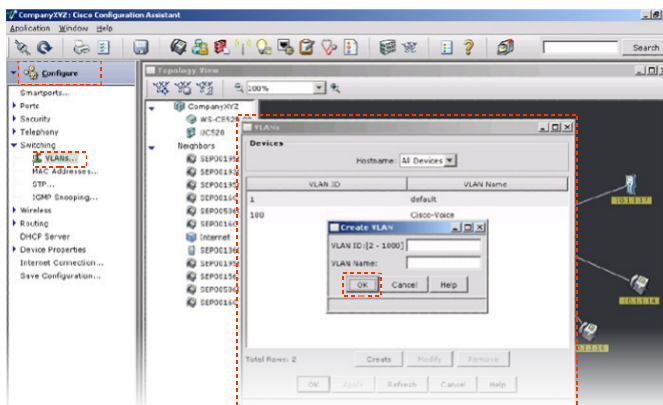 CompanyXYZ : Cisco Configuration Assistant
Application Window Help
Search
Configure
Smartports...
Ports
Security
Telephony
Switching
VLANs...
MAC Addresses...
STP...
IGMP Snooping...
Wireless
Routing
DHCP Server
Device Properties
Internet Connection...
Save Configuration...
Topology View
100%
CompanyXYZ
WS-CE520
UC520
Neighbors
Internet
VLANs
Devices
Hostname: All Devices
VLAN ID VLAN Name
1 default
100 Cisco-Voice
Create VLAN
VLAN ID:[2 - 1000]
VLAN Name:
OK Cancel Help
Total Rows: 2 Create Modify Remove
OK Apply Refresh Cancel Help